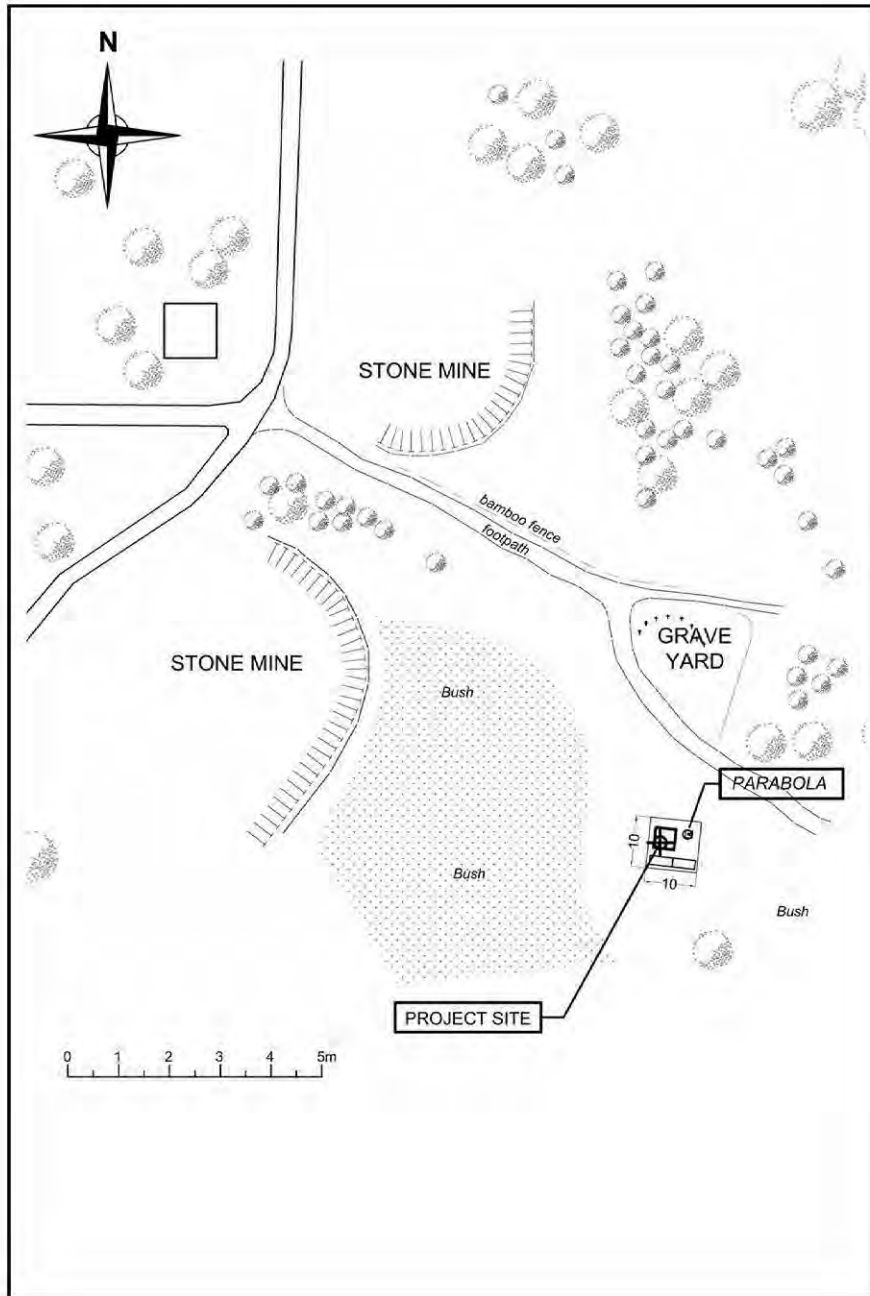 N
STONE MINE
bamboo fence
footpath
GRAVE
YARD
STONE MINE
Bush
PARABOLA
10
10
Bush
Bush
PROJECT SITE
0 1 2 3 4 5m